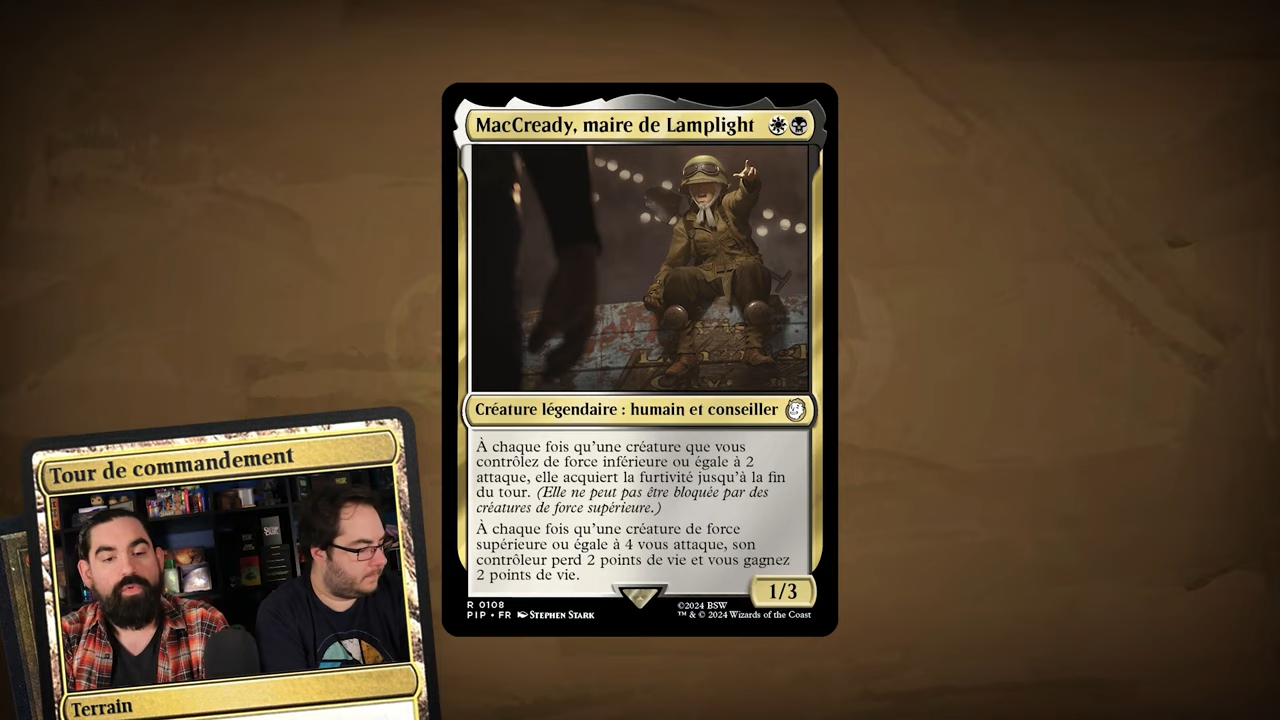 MacCready, maire de Lamplight
Créature légendaire : humain et conseiller
À chaque fois qu'une créature que vous
contrôlez de force inférieure ou égale à 2
attaque, elle acquiert la furtivité jusqu'à la fin
du tour. (Elle ne peut pas être bloquée par des
créatures de force supérieure.)
À chaque fois qu'une créature de force
supérieure ou égale à 4 vous attaque, son
contrôleur perd 2 points de vie et vous gagnez
2 points de vie.
1/3
R 0108
PIP • FR Stephen Stark
©2024 BSW
™ & © 2024 Wizards of the Coast
Tour de commandement
Terrain